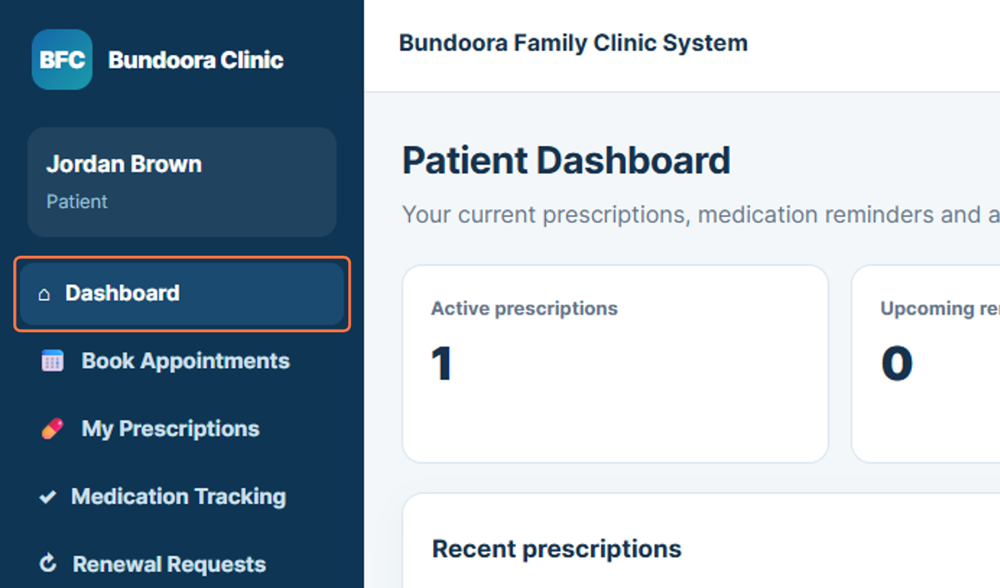 BFC
Bundoora Clinic
Jordan Brown
Patient
Dashboard
Book Appointments
My Prescriptions
Medication Tracking
Renewal Requests
Bundoora Family Clinic System
Patient Dashboard
Your current prescriptions, medication reminders and a
Active prescriptions
1
Upcoming re
0
Recent prescriptions